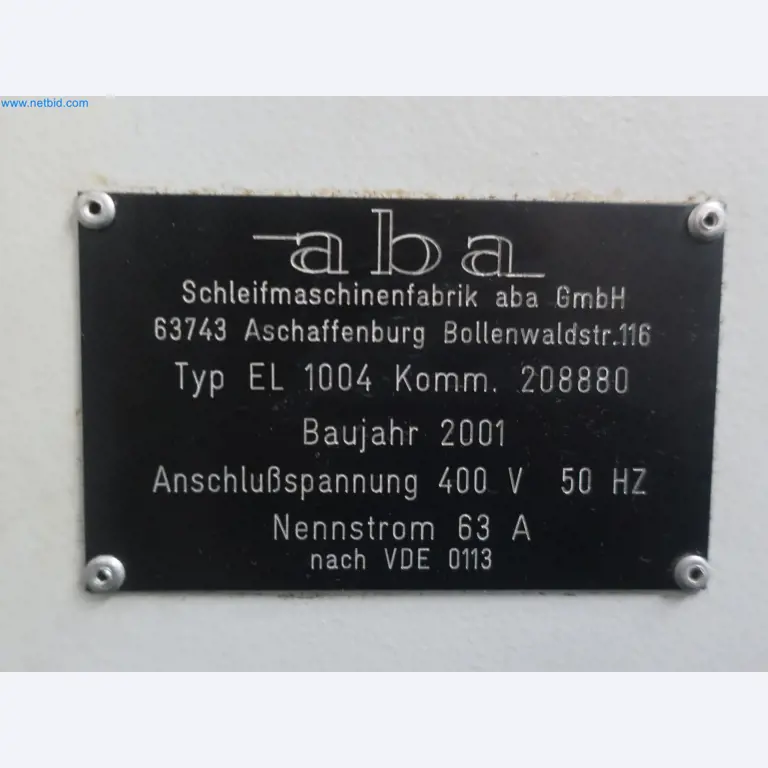 www.netbid.com
aba
Schleifmaschinenfabrik aba GmbH
63743 Aschaffenburg Bollenwaldstr.116
Typ EL 1004 Komm. 208880
Baujahr 2001
Anschlußspannung 400 V 50 HZ
Nennstrom 63 A
nach VDE 0113